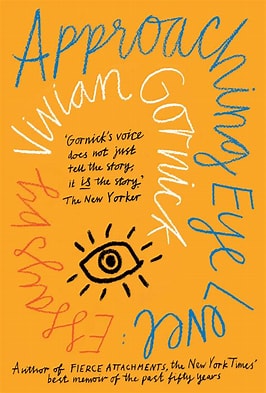 Approaching Eye Level:
Essays by
Vivian Gornick
'Gornick's voice
does not just
tell the story,
it is the story.'
The New Yorker
Author of FIERCE ATTACHMENTS, the New York Times'
best memoir of the past fifty years